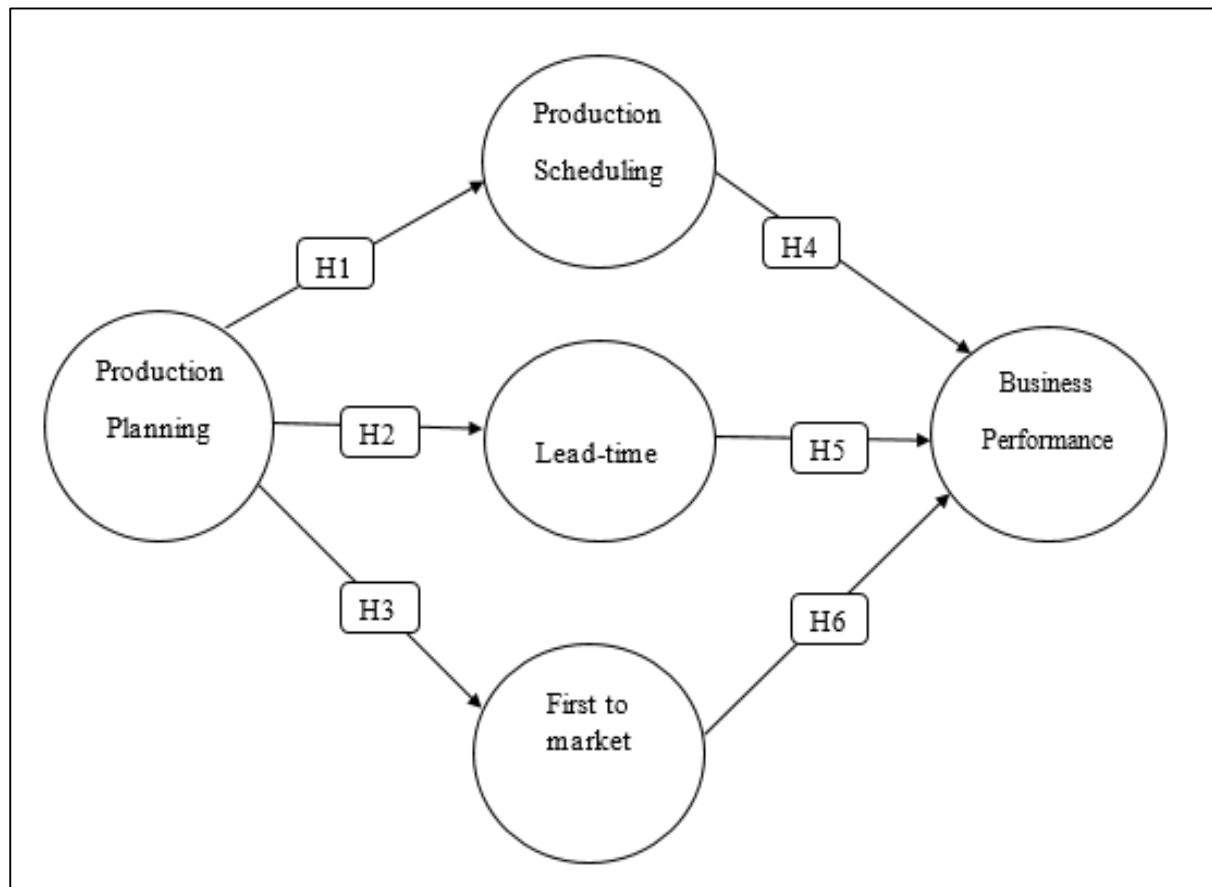 Production
Scheduling
H1
H4
Production
Planning
H2
Lead-time
H5
Business
Performance
H3
H6
First to
market